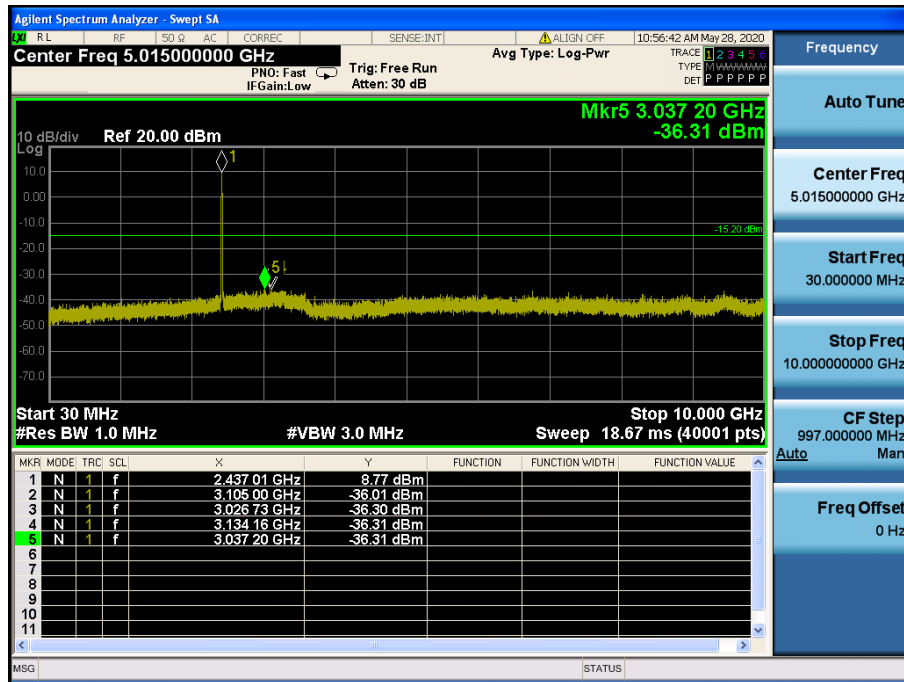 Agilent Spectrum Analyzer - Swept SA
LXI RL RF 50 Ω AC CORREC SENSE:INT ALIGN OFF 10:56:42 AM May 28, 2020
Center Freq 5.015000000 GHz
PNO: Fast
IFGain:Low
Trig: Free Run
Atten: 30 dB
Avg Type: Log-Pwr
TRACE 1 2 3 4 5 6
TYPE M W W W W W
DET P P P P P P
Mkr5 3.037 20 GHz
-36.31 dBm
10 dB/div
Log
Ref 20.00 dBm
1
10.0
0.00
-10.0
-15.20 dBm
-20.0
5
-30.0
-40.0
-50.0
-60.0
-70.0
Start 30 MHz
Stop 10.000 GHz
#Res BW 1.0 MHz
#VBW 3.0 MHz
Sweep 18.67 ms (40001 pts)
MKR MODE TRC SCL X Y FUNCTION FUNCTION WIDTH FUNCTION VALUE
1 N 1 f 2.437 01 GHz 8.77 dBm
2 N 1 f 3.105 00 GHz -36.01 dBm
3 N 1 f 3.026 73 GHz -36.30 dBm
4 N 1 f 3.134 16 GHz -36.31 dBm
5 N 1 f 3.037 20 GHz -36.31 dBm
6
7
8
9
10
11
MSG
STATUS
Frequency
Auto Tune
Center Freq
5.015000000 GHz
Start Freq
30.000000 MHz
Stop Freq
10.000000000 GHz
CF Step
997.000000 MHz
Auto Man
Freq Offset
0 Hz